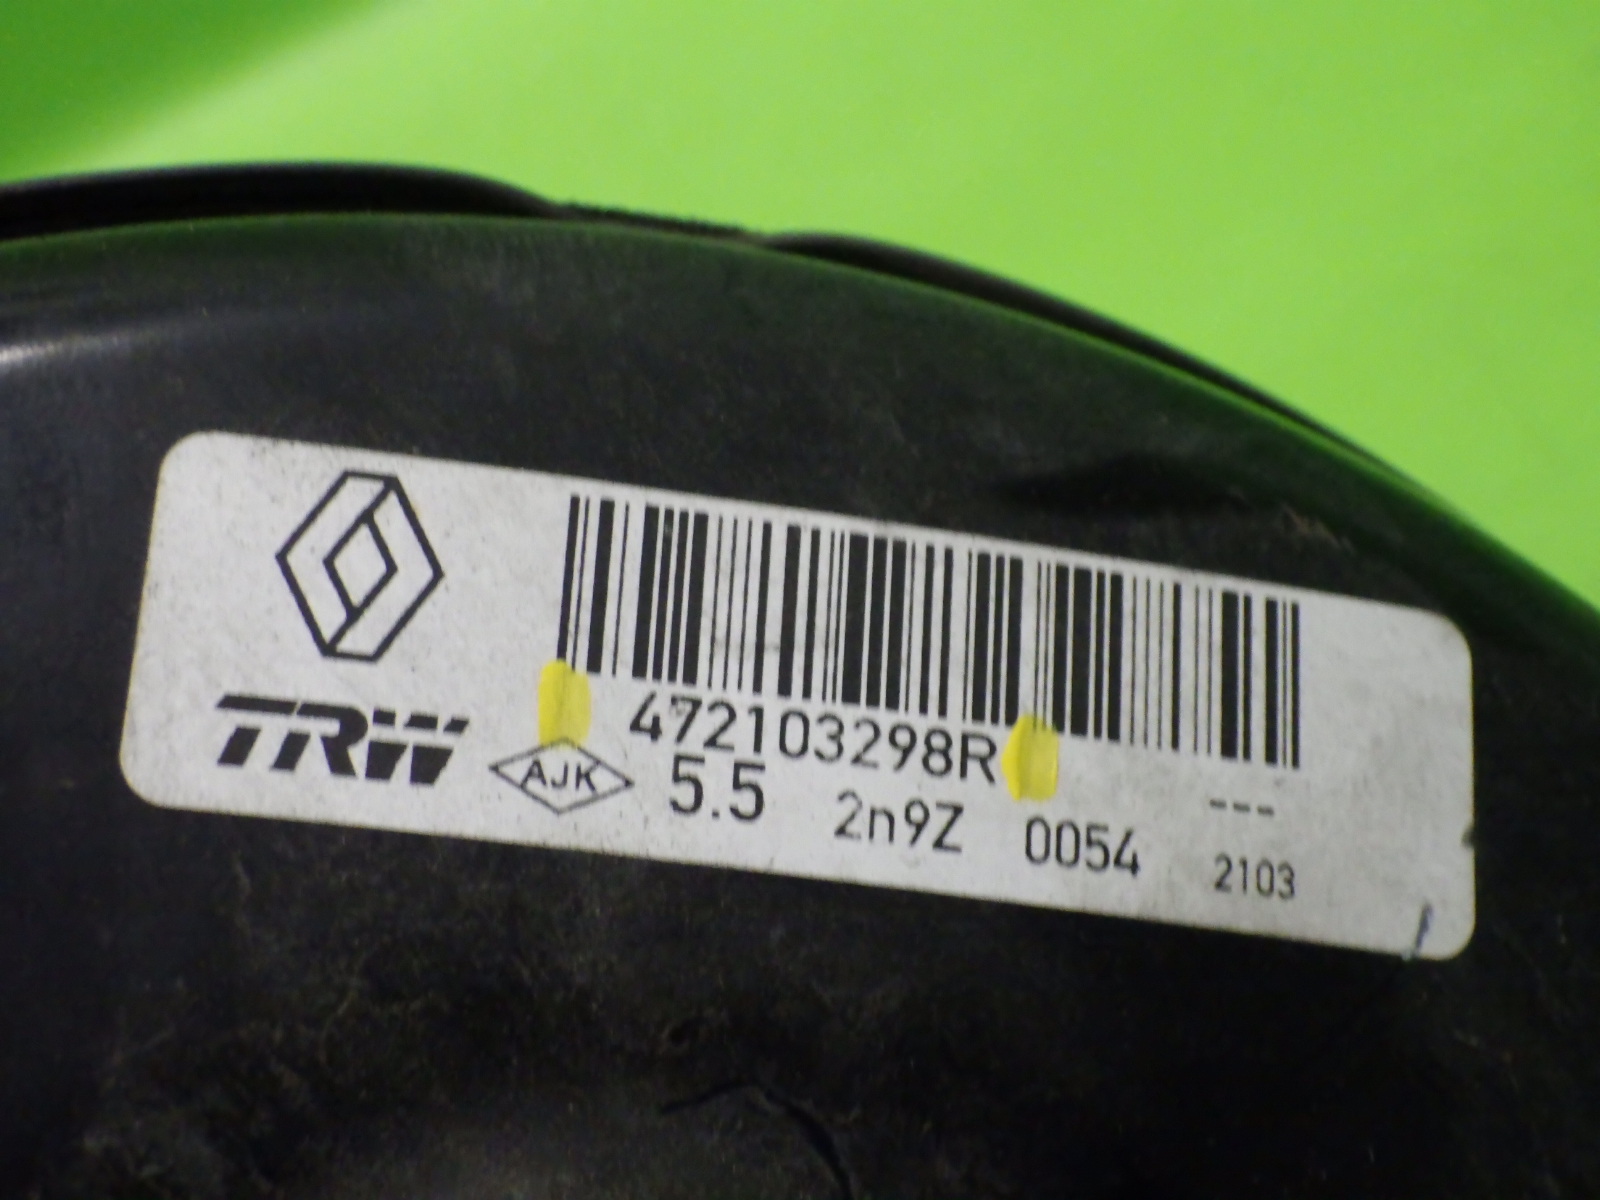 472103298R
TRW
AJK 5.5 2n9Z 0054 ---
2103